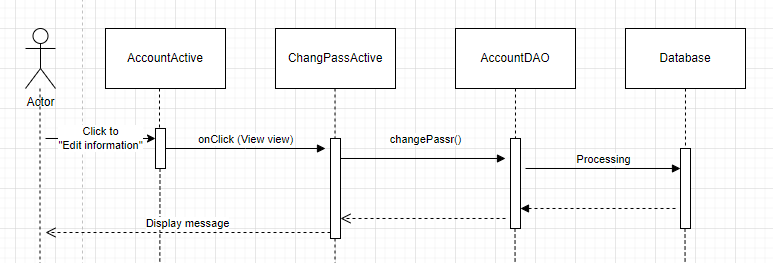 AccountActive
ChangPassActive
AccountDAO
Database
Actor
Click to
"Edit information"
onClick (View view)
changePassr()
Processing
Display message